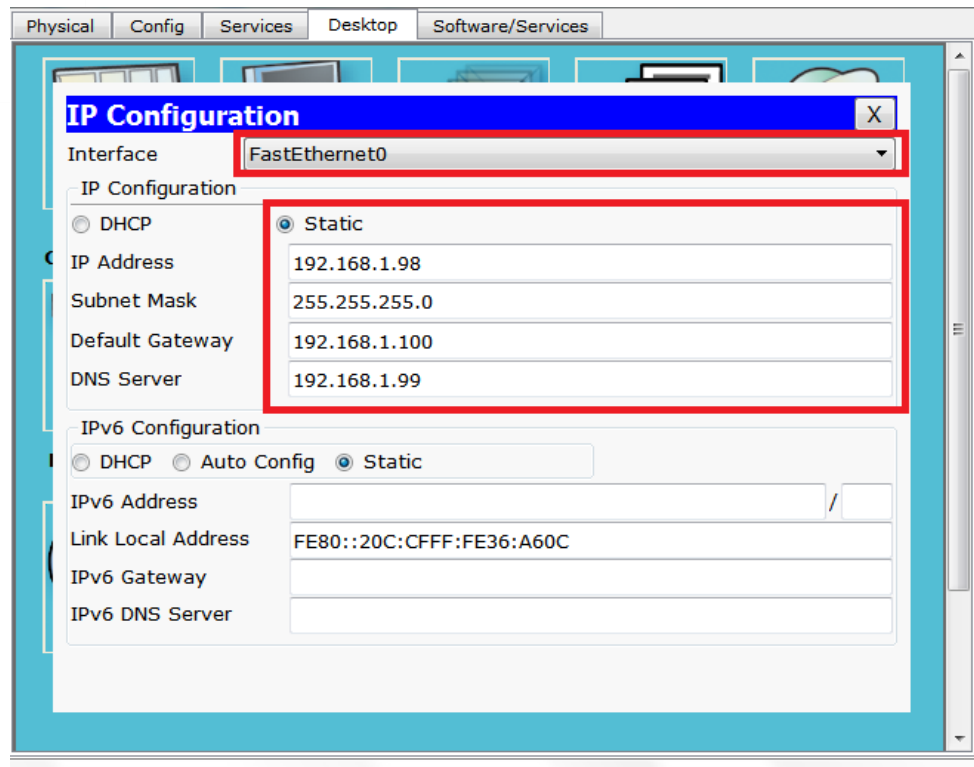 Physical Config Services Desktop Software/Services
IP Configuration X
Interface FastEthernet0
IP Configuration
DHCP Static
IP Address 192.168.1.98
Subnet Mask 255.255.255.0
Default Gateway 192.168.1.100
DNS Server 192.168.1.99
IPv6 Configuration
DHCP Auto Config Static
IPv6 Address /
Link Local Address FE80::20C:CFFF:FE36:A60C
IPv6 Gateway
IPv6 DNS Server